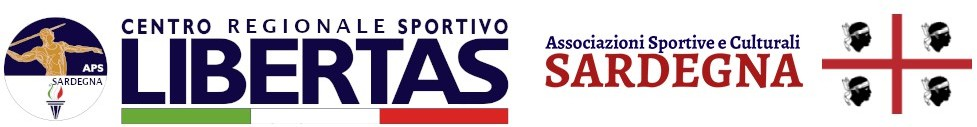 APS
SARDEGNA
CENTRO REGIONALE SPORTIVO
LIBERTAS
Associazioni Sportive e Culturali
SARDEGNA